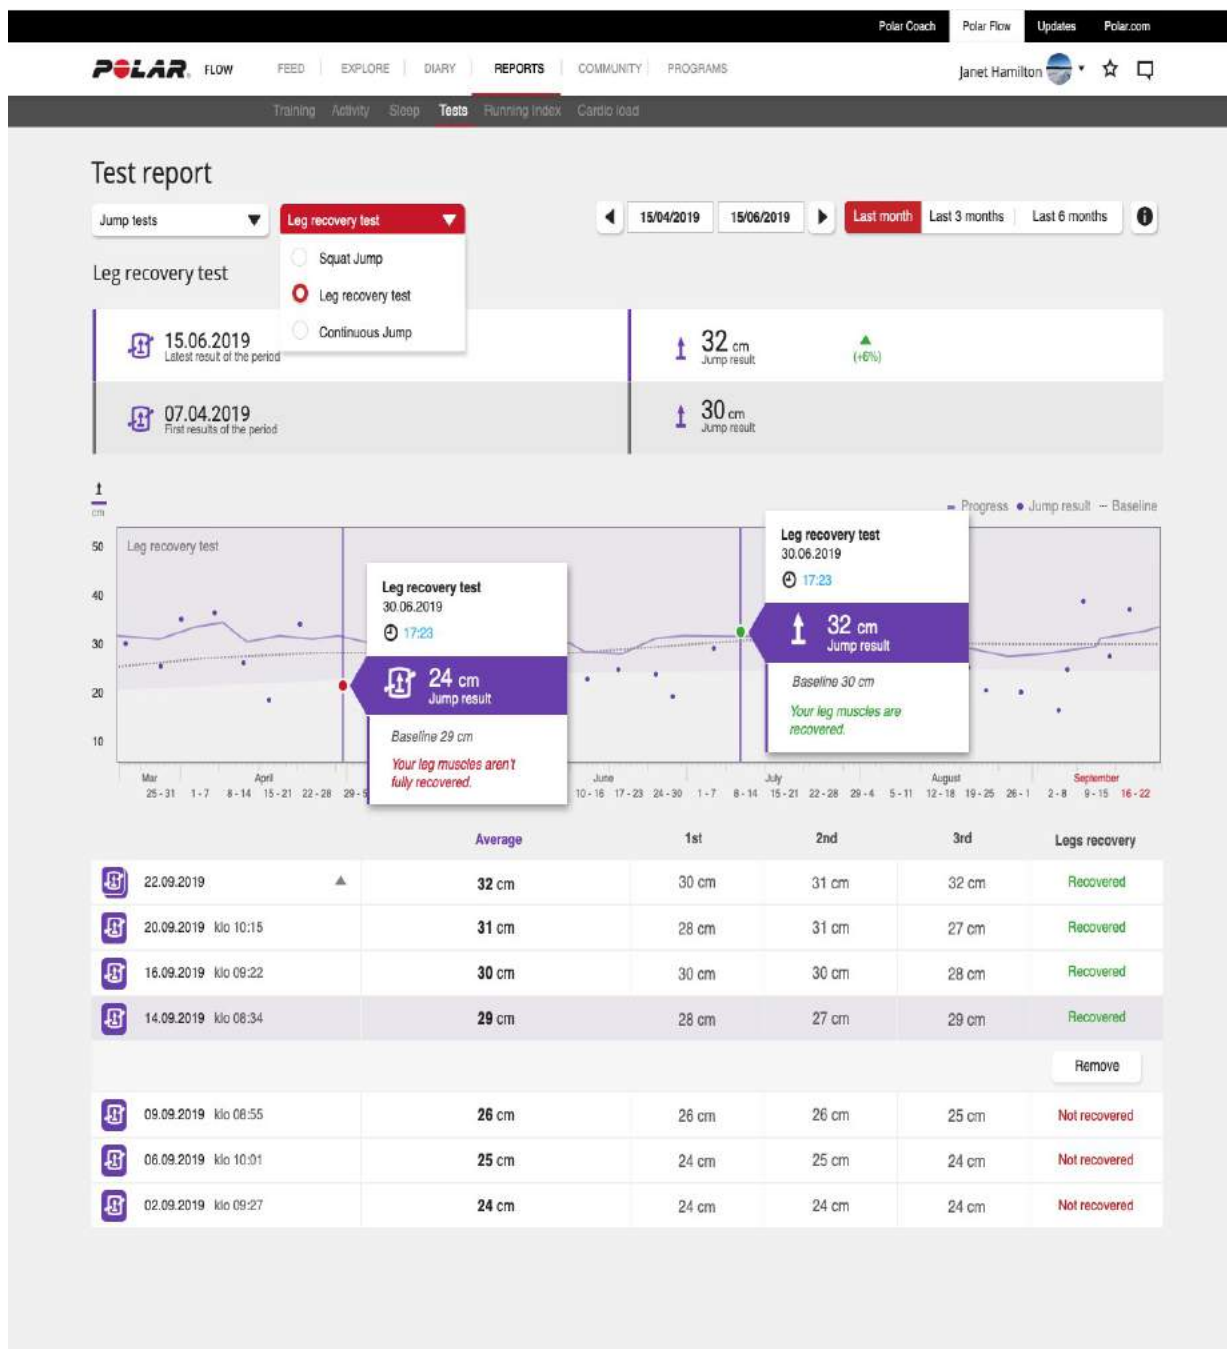 Polar Coach Polar Flow Updates Polar.com
POLAR FLOW FEED EXPLORE DIARY REPORTS COMMUNITY PROGRAMS Janet Hamilton
Training Activity Sleep Tests Running Index Cardio load
Test report
Jump tests Leg recovery test 15/04/2019 15/06/2019 Last month Last 3 months Last 6 months
Squat Jump
Leg recovery test
Leg recovery test
Continuous Jump
15.06.2019
Latest result of the period
32 cm
Jump result
(+6%)
07.04.2019
First results of the period
30 cm
Jump result
cm
Progress Jump result Baseline
50
40
30
20
10
Leg recovery test
Leg recovery test
30.06.2019
17:23
24 cm
Jump result
Baseline 29 cm
Your leg muscles aren't
fully recovered.
Leg recovery test
30.06.2019
17:23
32 cm
Jump result
Baseline 30 cm
Your leg muscles are
recovered.
Mar April June July August September
25 - 31 1 - 7 8 - 14 15 - 21 22 - 28 10 - 16 17 - 23 24 - 30 1 - 7 8 - 14 15 - 21 22 - 28 29 - 4 5 - 11 12 - 18 19 - 25 26 - 1 2 - 8 9 - 15 16 - 22
Average 1st 2nd 3rd Legs recovery
22.09.2019 32 cm 30 cm 31 cm 32 cm Recovered
20.09.2019 klo 10:15 31 cm 28 cm 31 cm 27 cm Recovered
16.09.2019 klo 09:22 30 cm 30 cm 30 cm 28 cm Recovered
14.09.2019 klo 08:34 29 cm 28 cm 27 cm 29 cm Recovered
Remove
09.09.2019 klo 08:55 26 cm 26 cm 26 cm 25 cm Not recovered
06.09.2019 klo 10:01 25 cm 24 cm 25 cm 24 cm Not recovered
02.09.2019 klo 09:27 24 cm 24 cm 24 cm 24 cm Not recovered